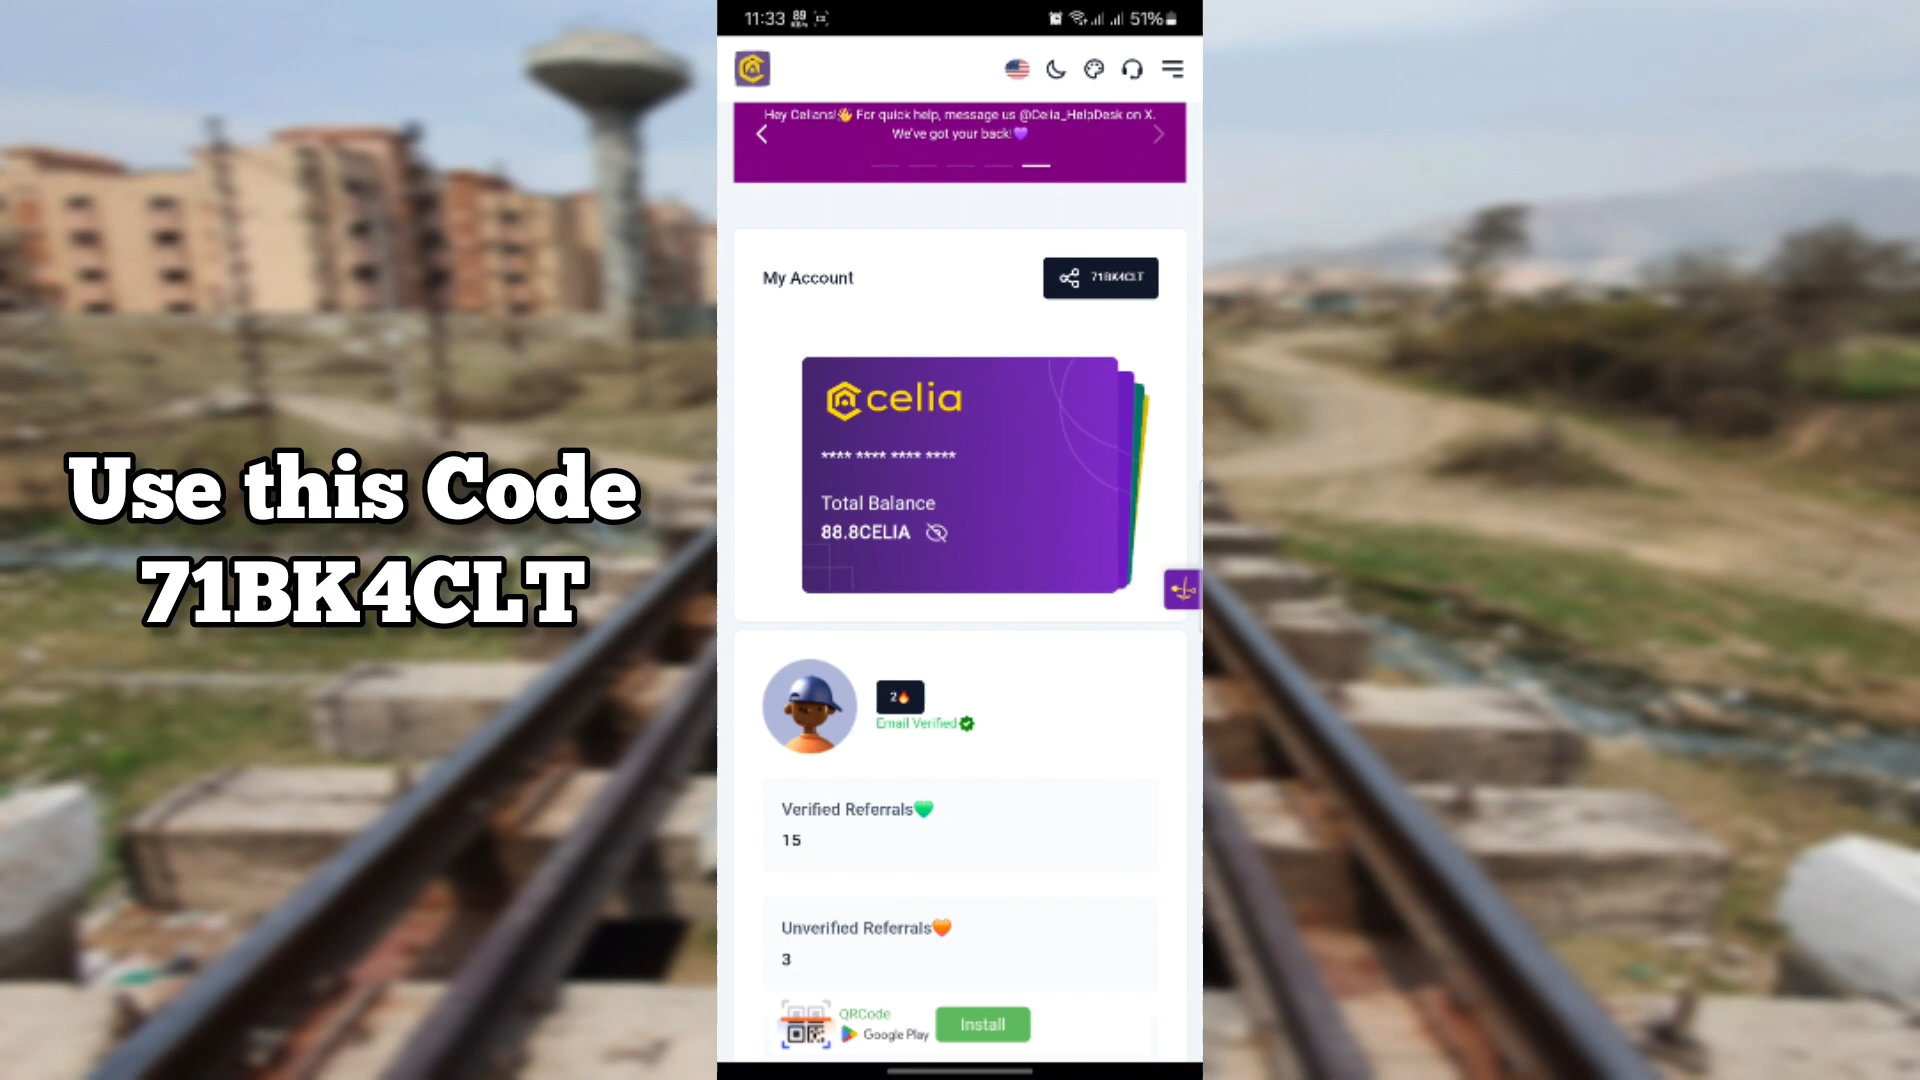 11:33 89 KB/s 51%
Hey Celians!👋 For quick help, message us @Celia_HelpDesk on X.
We've got your back!💜
My Account
71BK4CLT
celia
**** **** **** ****
Total Balance
88.8CELIA
Use this Code
71BK4CLT
2🔥
Email Verified
Verified Referrals💚
15
Unverified Referrals🧡
3
QRCode
Google Play
Install